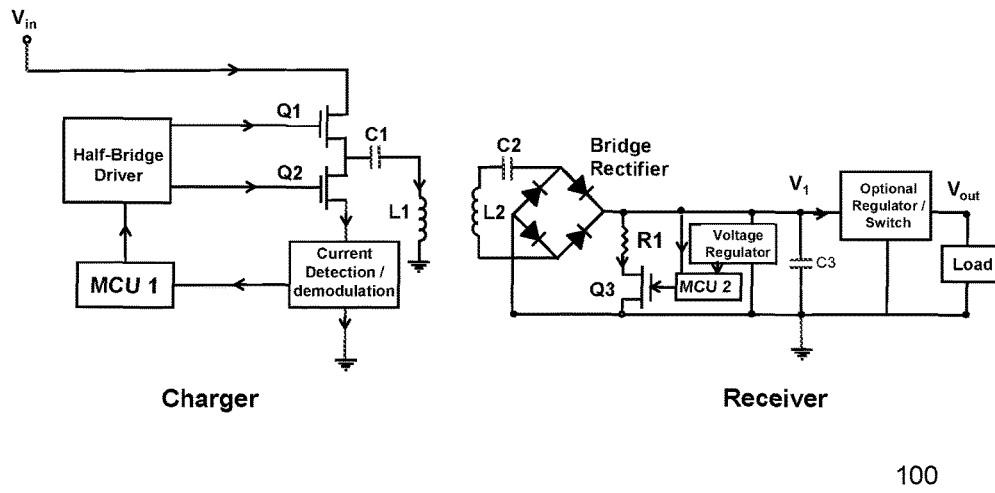 Vin
Q1
C1
Half-Bridge
Driver
Q2
L1
MCU 1
Current
Detection /
demodulation
Charger
C2
Bridge
Rectifier
L2
V1
Optional
Regulator /
Switch
Vout
R1
Voltage
Regulator
C3
Load
Q3
MCU 2
Receiver
100